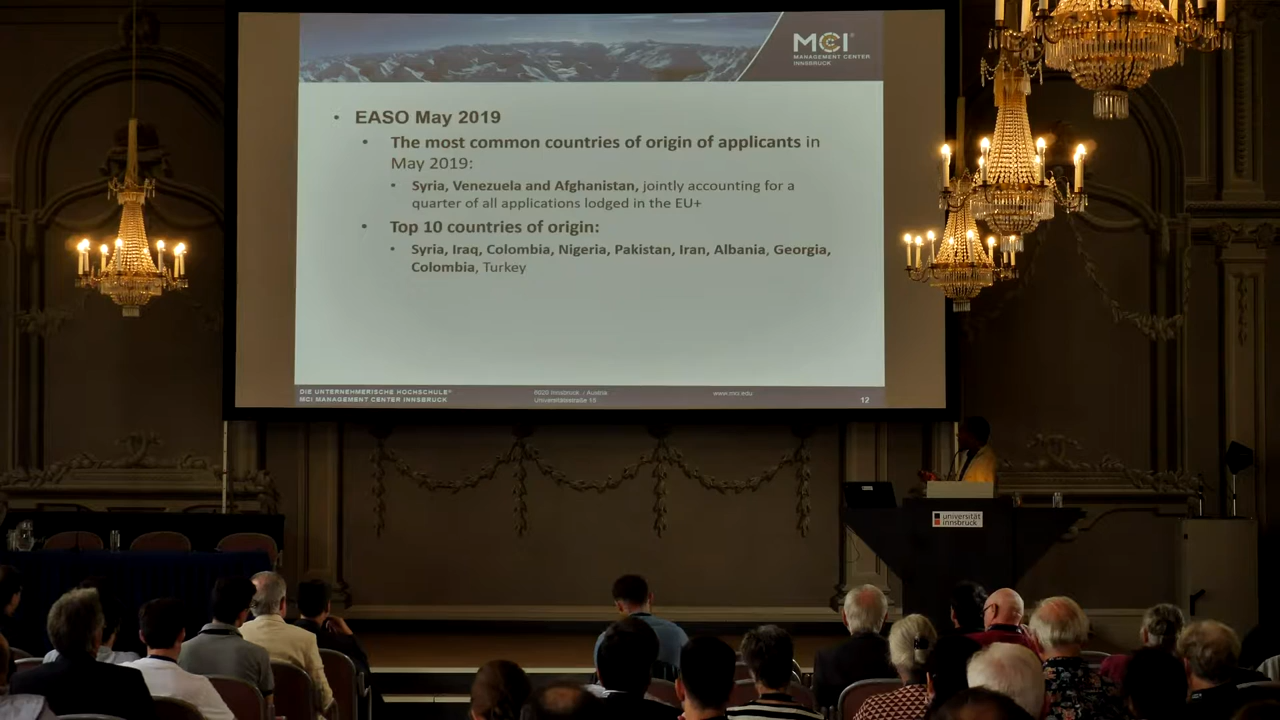 MCI®
MANAGEMENT CENTER
INNSBRUCK
• EASO May 2019
• The most common countries of origin of applicants in
May 2019:
• Syria, Venezuela and Afghanistan, jointly accounting for a
quarter of all applications lodged in the EU+
• Top 10 countries of origin:
• Syria, Iraq, Colombia, Nigeria, Pakistan, Iran, Albania, Georgia,
Colombia, Turkey
DIE UNTERNEHMERISCHE HOCHSCHULE®
MCI MANAGEMENT CENTER INNSBRUCK
6020 Innsbruck / Austria
Universitätsstraße 15
www.mci.edu
12
universität
innsbruck